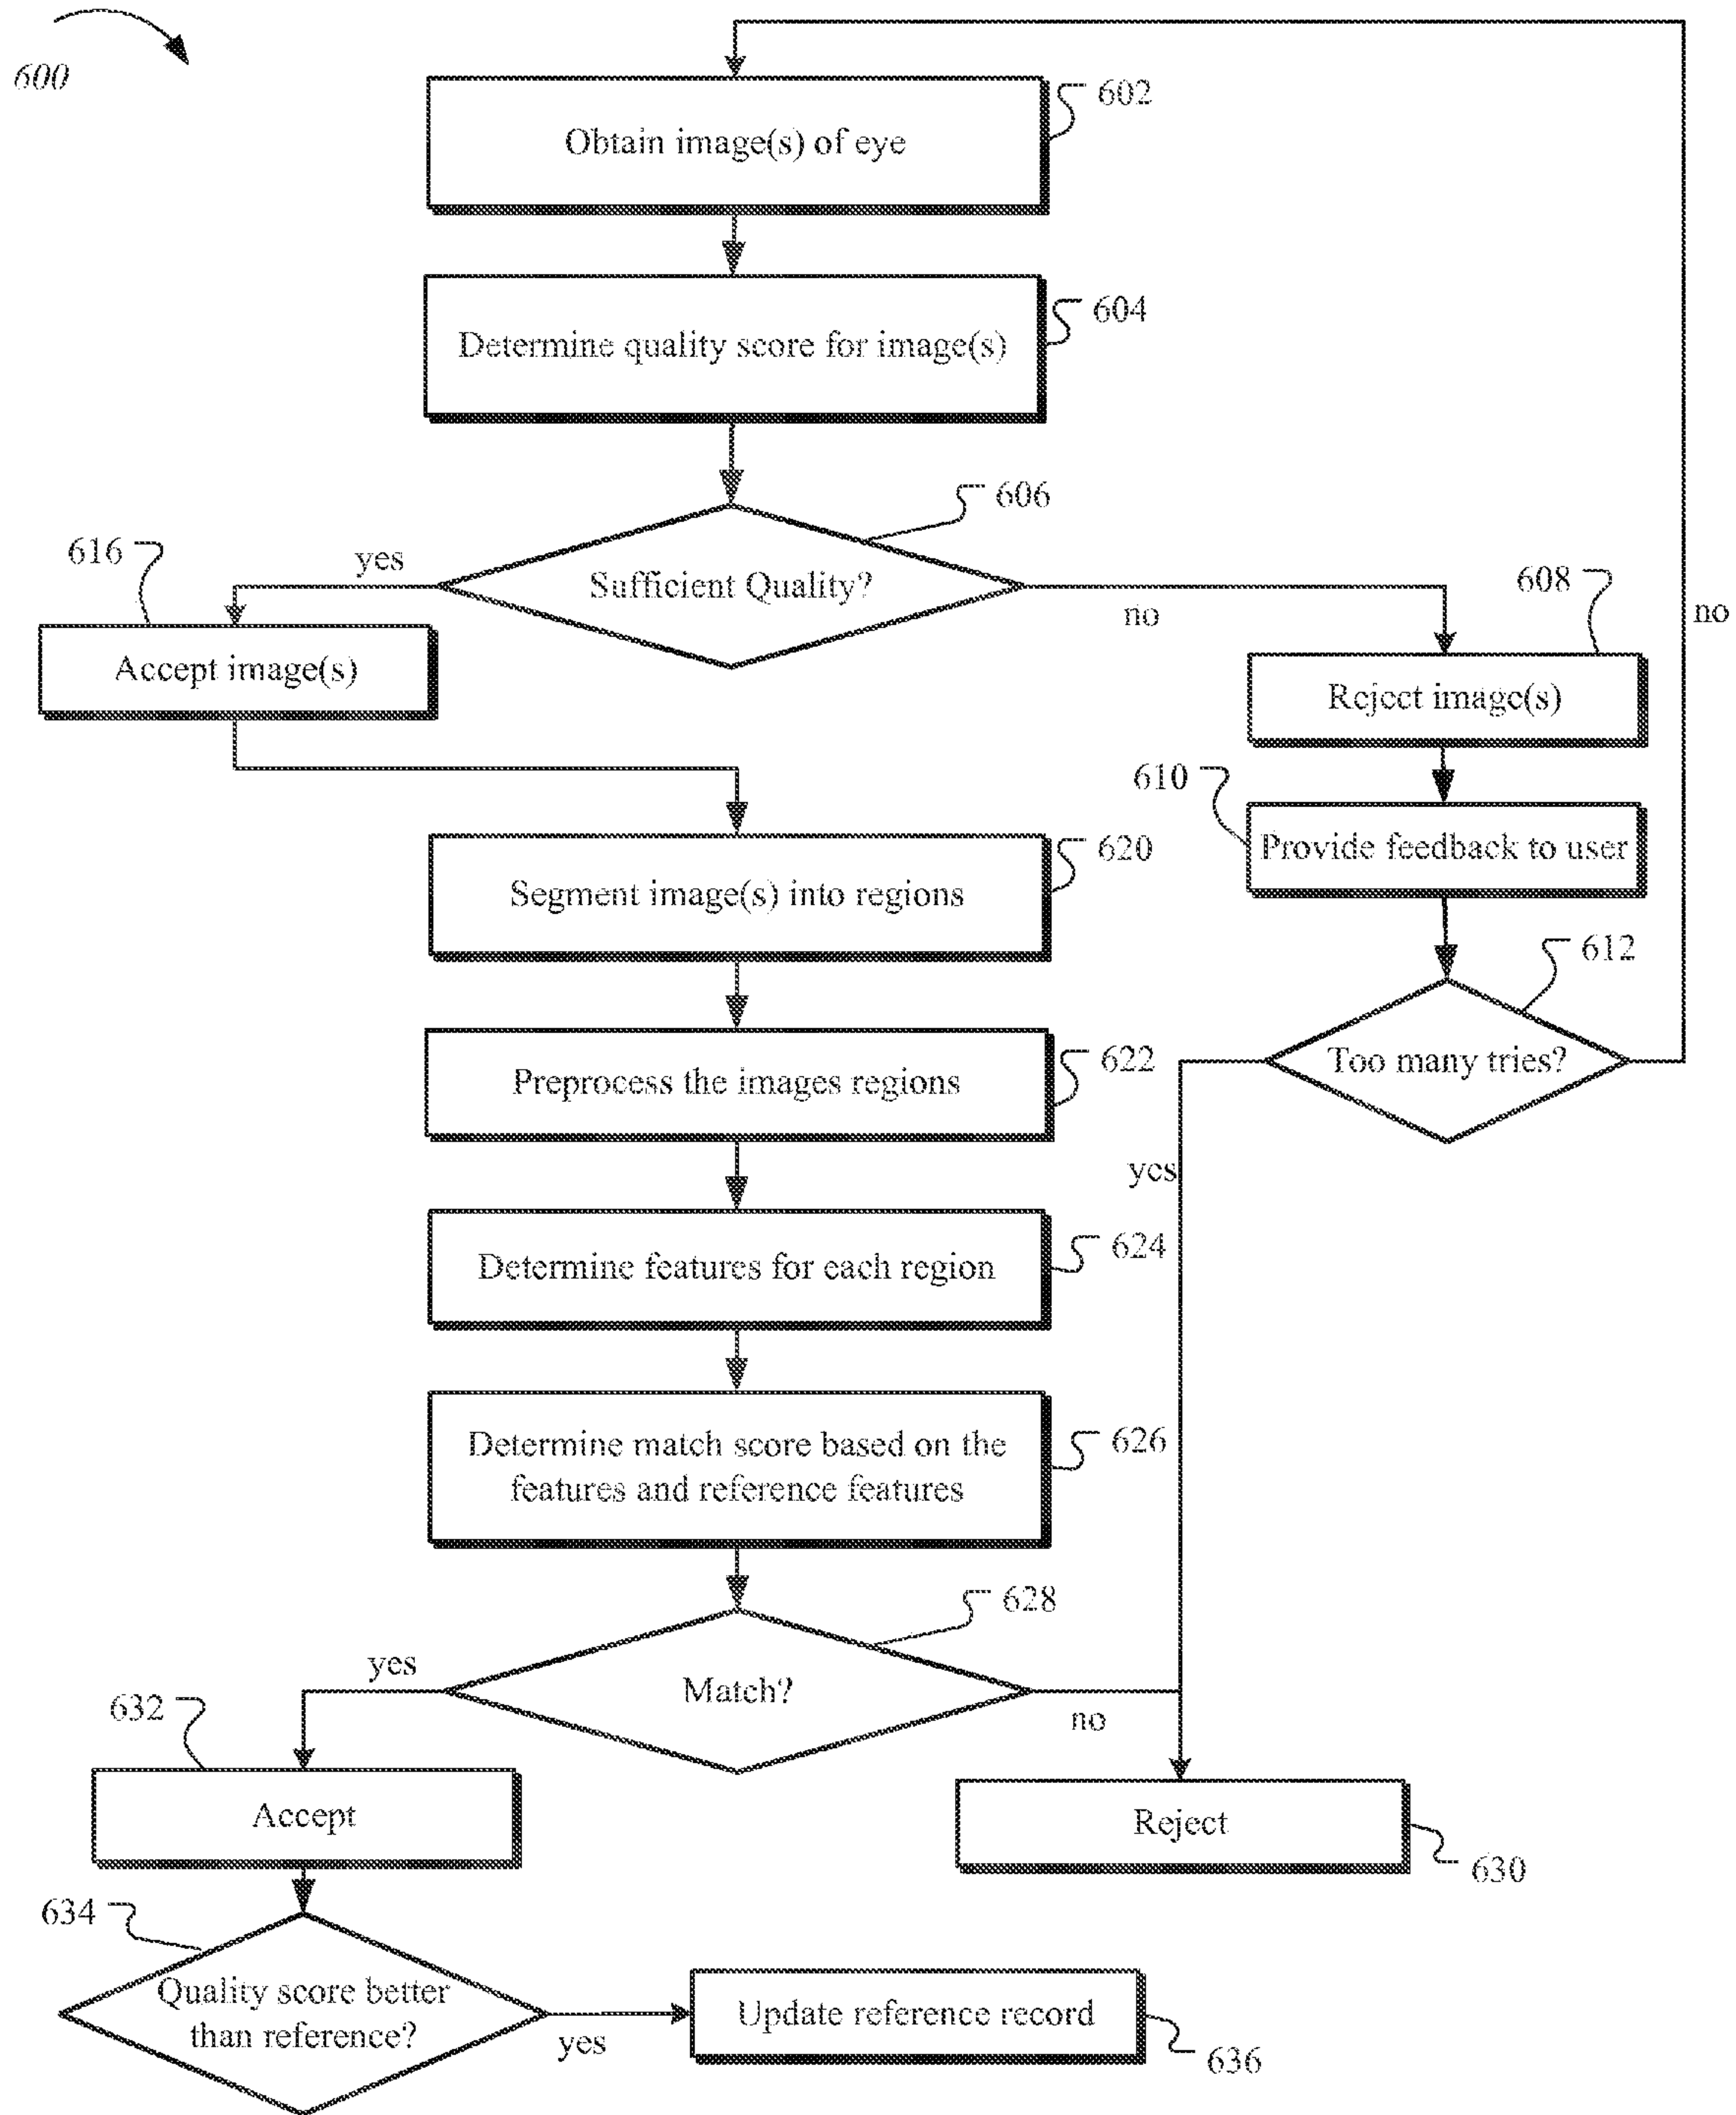 600
602
Obtain image(s) of eye
604
Determine quality score for image(s)
606
Sufficient Quality?
yes
no
616
Accept image(s)
608
no
Reject image(s)
610
Provide feedback to user
612
Too many tries?
yes
620
Segment image(s) into regions
622
Preprocess the images regions
624
Determine features for each region
626
Determine match score based on the
features and reference features
628
Match?
yes
no
632
Accept
Reject
630
634
Quality score better
than reference?
yes
Update reference record
636